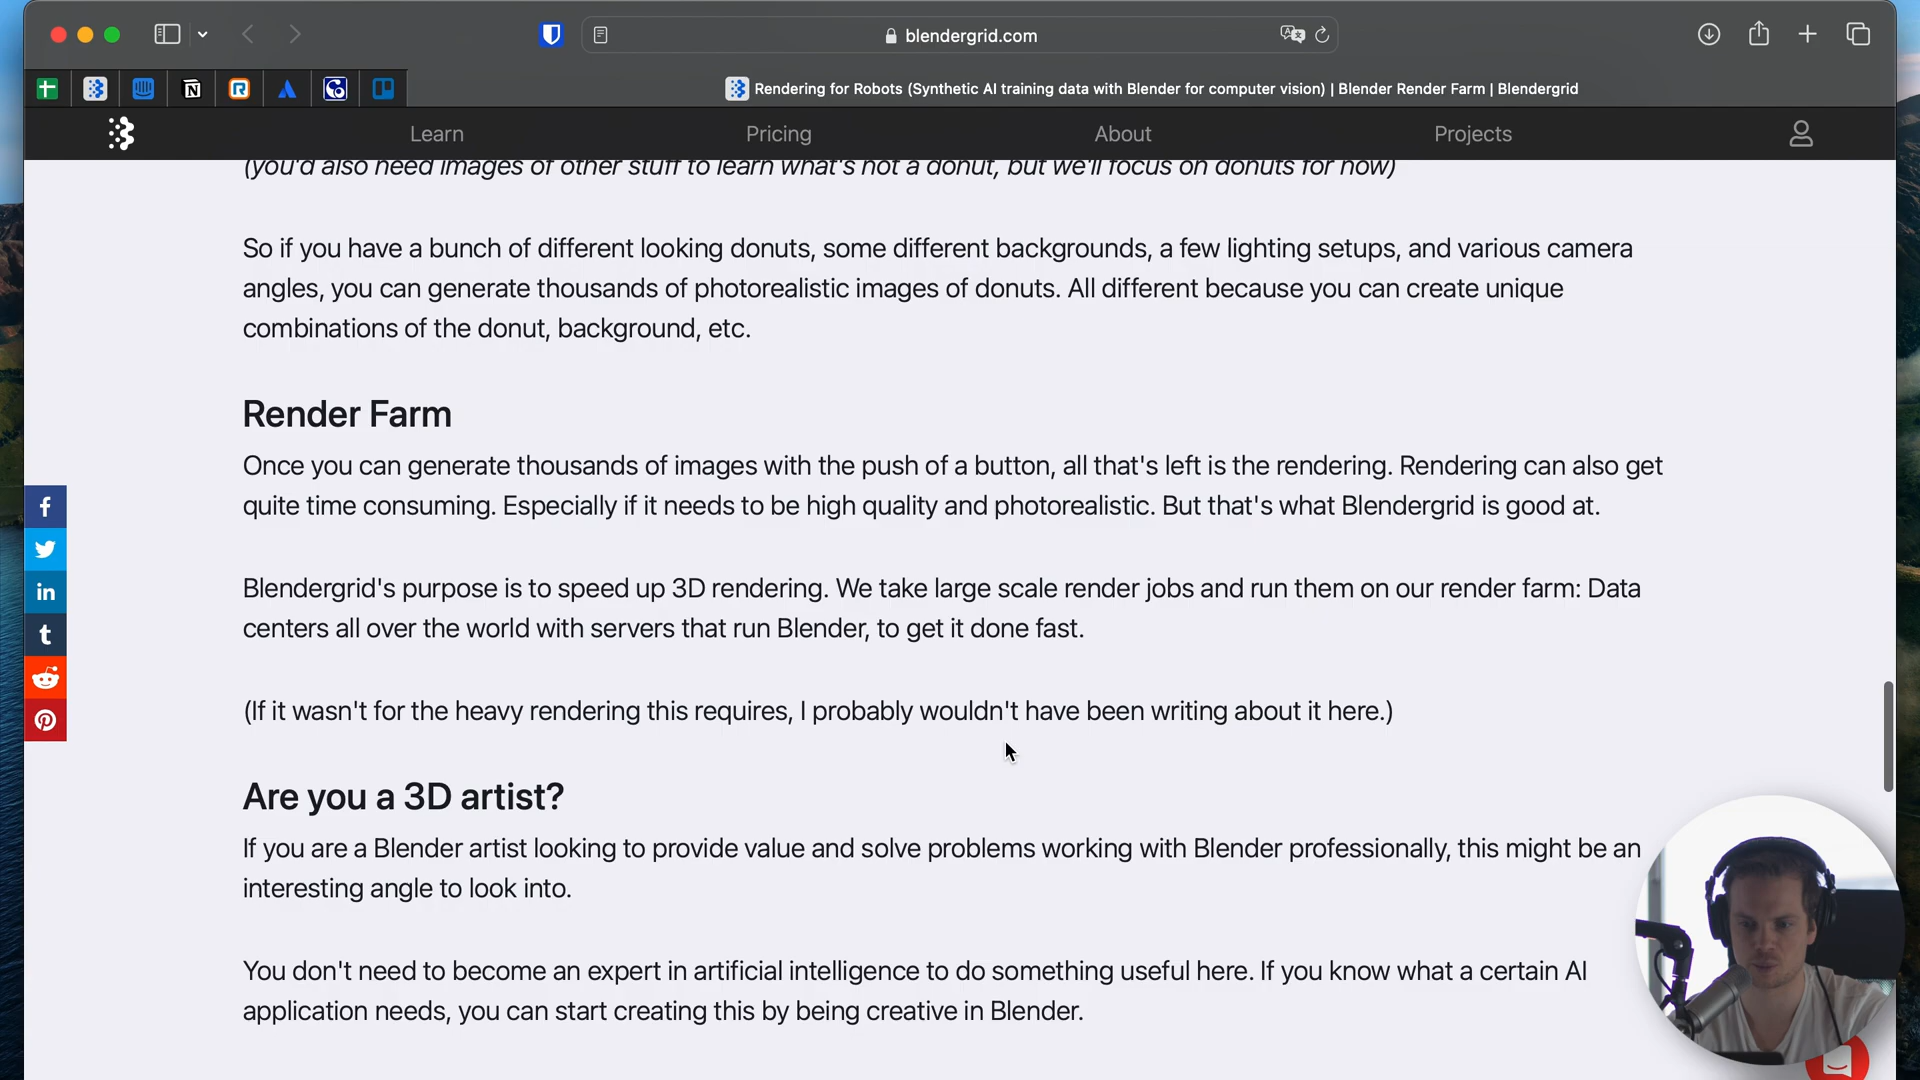 blendergrid.com
Rendering for Robots (Synthetic AI training data with Blender for computer vision) | Blender Render Farm | Blendergrid
Learn
Pricing
About
Projects
(you'd also need images of other stuff to learn what's not a donut, but we'll focus on donuts for now)
So if you have a bunch of different looking donuts, some different backgrounds, a few lighting setups, and various camera
angles, you can generate thousands of photorealistic images of donuts. All different because you can create unique
combinations of the donut, background, etc.
Render Farm
Once you can generate thousands of images with the push of a button, all that's left is the rendering. Rendering can also get
quite time consuming. Especially if it needs to be high quality and photorealistic. But that's what Blendergrid is good at.
Blendergrid's purpose is to speed up 3D rendering. We take large scale render jobs and run them on our render farm: Data
centers all over the world with servers that run Blender, to get it done fast.
(If it wasn't for the heavy rendering this requires, I probably wouldn't have been writing about it here.)
Are you a 3D artist?
If you are a Blender artist looking to provide value and solve problems working with Blender professionally, this might be an
interesting angle to look into.
You don't need to become an expert in artificial intelligence to do something useful here. If you know what a certain AI
application needs, you can start creating this by being creative in Blender.